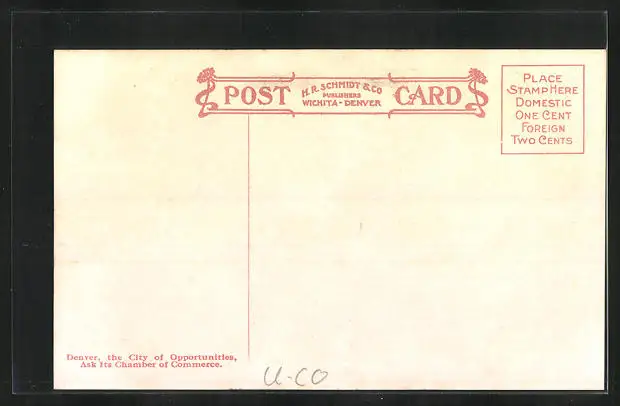 POST CARD
H. R. SCHMIDT & CO
PUBLISHERS
WICHITA - DENVER
PLACE
STAMP HERE
DOMESTIC
ONE CENT
FOREIGN
TWO CENTS
Denver, the City of Opportunities,
Ask Its Chamber of Commerce.
U-CO